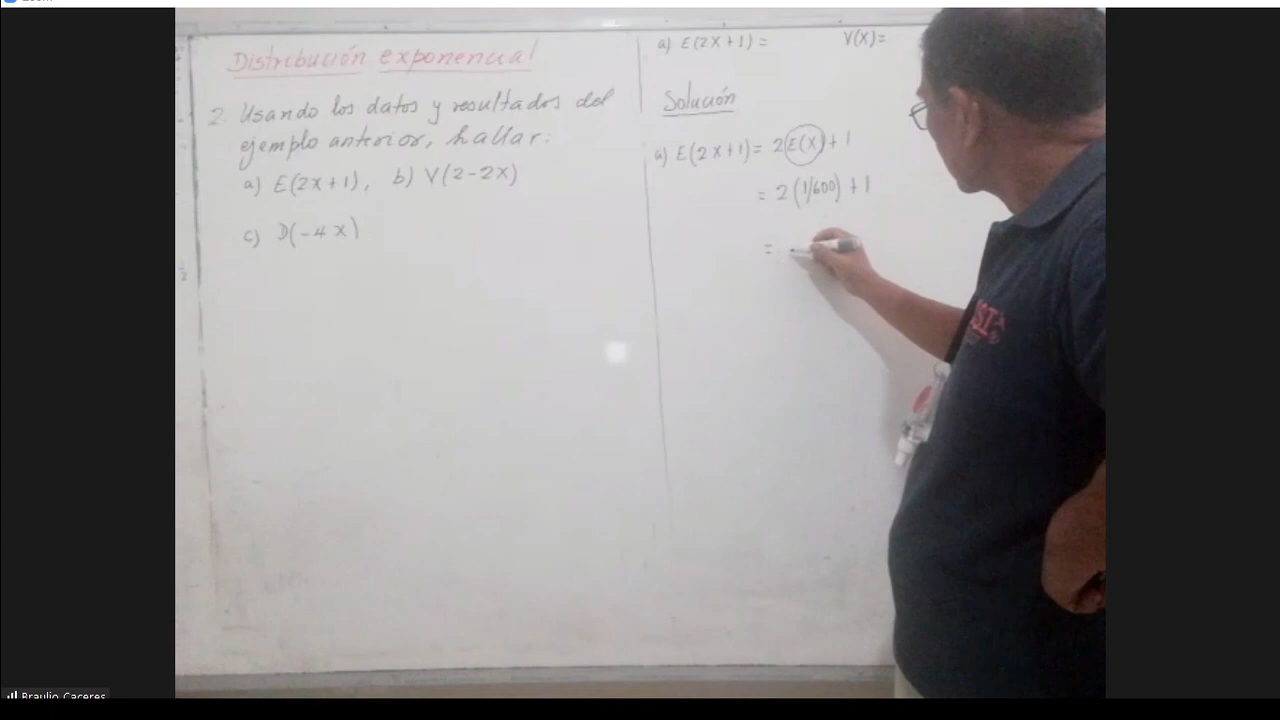 Zoom
Distribución exponencial
2. Usando los datos y resultados del
ejemplo anterior, hallar:
a) E(2x+1), b) V(2-2x)
c) D(-4x)
a) E(2x+1) = V(x)=
Solución
a) E(2x+1) = 2E(x)+1
= 2(1/600) + 1
=
Braulio Caceres